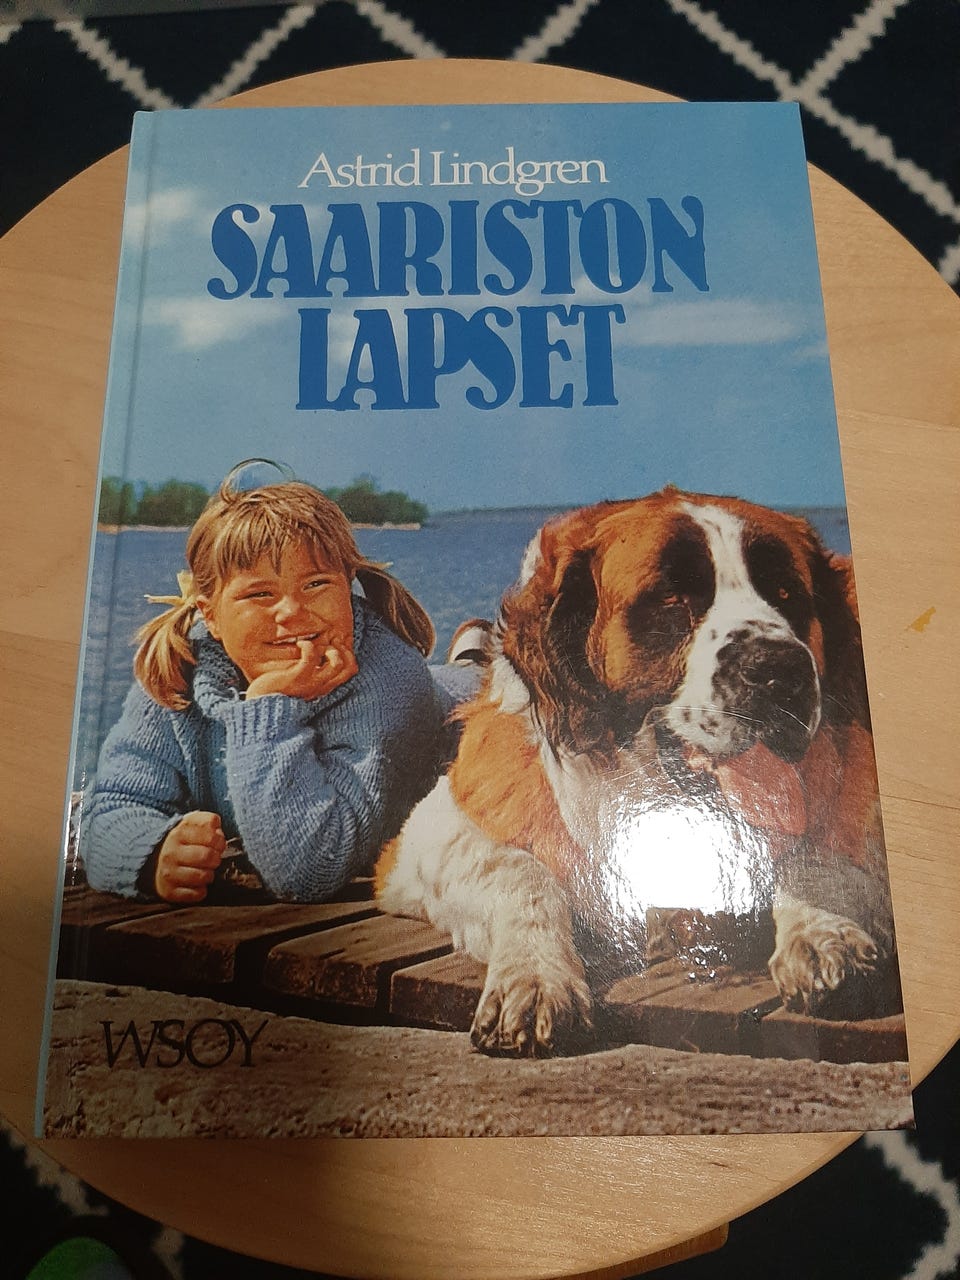 Astrid Lindgren
SAARISTON
LAPSET
WSOY